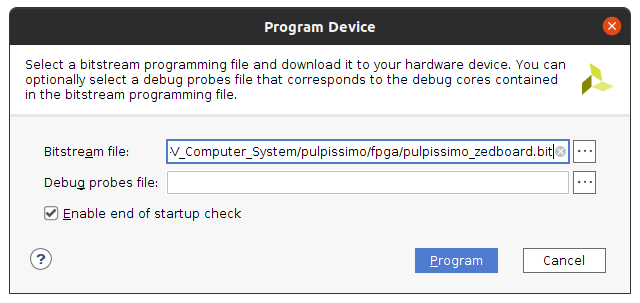 Program Device
Select a bitstream programming file and download it to your hardware device. You can
optionally select a debug probes file that corresponds to the debug cores contained
in the bitstream programming file.
Bitstream file:
V_Computer_System/pulpissimo/fpga/pulpissimo_zedboard.bit
Debug probes file:
Enable end of startup check
?
Program
Cancel